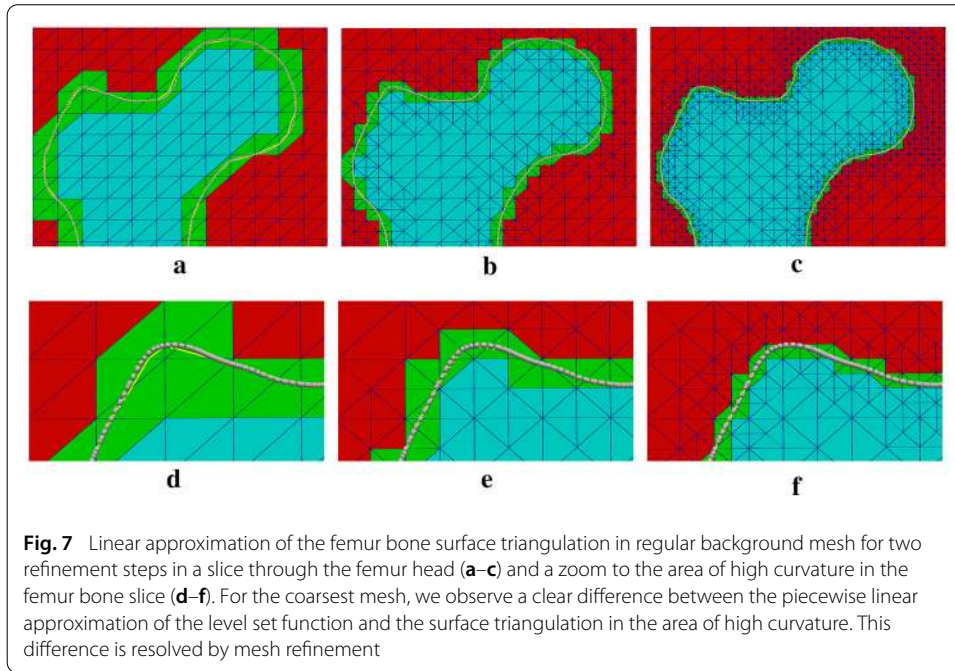 a
b
c
d
e
f
Fig. 7 Linear approximation of the femur bone surface triangulation in regular background mesh for two
refinement steps in a slice through the femur head (a–c) and a zoom to the area of high curvature in the
femur bone slice (d–f). For the coarsest mesh, we observe a clear difference between the piecewise linear
approximation of the level set function and the surface triangulation in the area of high curvature. This
difference is resolved by mesh refinement